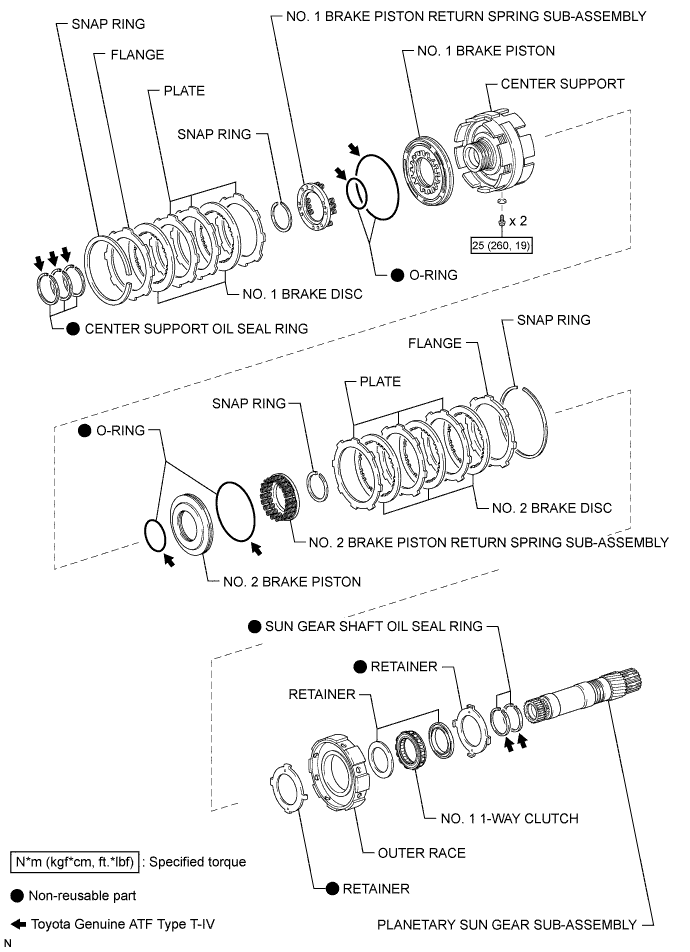 NO. 1 BRAKE PISTON RETURN SPRING SUB-ASSEMBLY
SNAP RING
NO. 1 BRAKE PISTON
FLANGE
CENTER SUPPORT
PLATE
SNAP RING
x 2
25 (260, 19)
O-RING
NO. 1 BRAKE DISC
CENTER SUPPORT OIL SEAL RING
SNAP RING
FLANGE
PLATE
SNAP RING
O-RING
NO. 2 BRAKE DISC
NO. 2 BRAKE PISTON RETURN SPRING SUB-ASSEMBLY
NO. 2 BRAKE PISTON
SUN GEAR SHAFT OIL SEAL RING
RETAINER
RETAINER
NO. 1 1-WAY CLUTCH
OUTER RACE
N*m (kgf*cm, ft.*lbf) : Specified torque
RETAINER
Non-reusable part
Toyota Genuine ATF Type T-IV
PLANETARY SUN GEAR SUB-ASSEMBLY
N